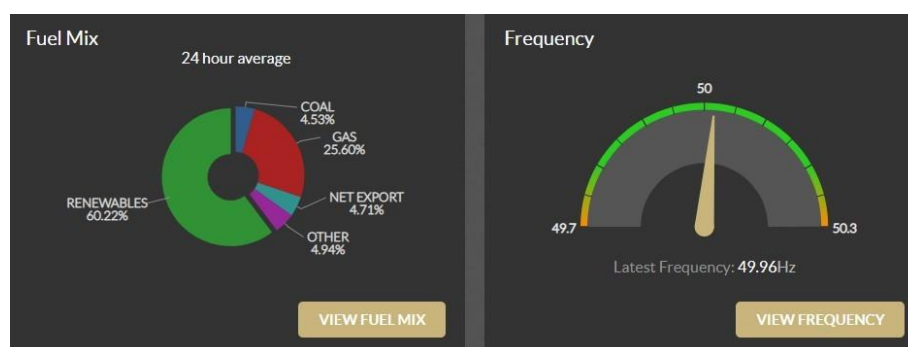 Fuel Mix
24 hour average
COAL
4.53%
GAS
25.60%
NET EXPORT
4.71%
OTHER
4.94%
RENEWABLES
60.22%
VIEW FUEL MIX
Frequency
50
49.7
50.3
Latest Frequency: 49.96Hz
VIEW FREQUENCY